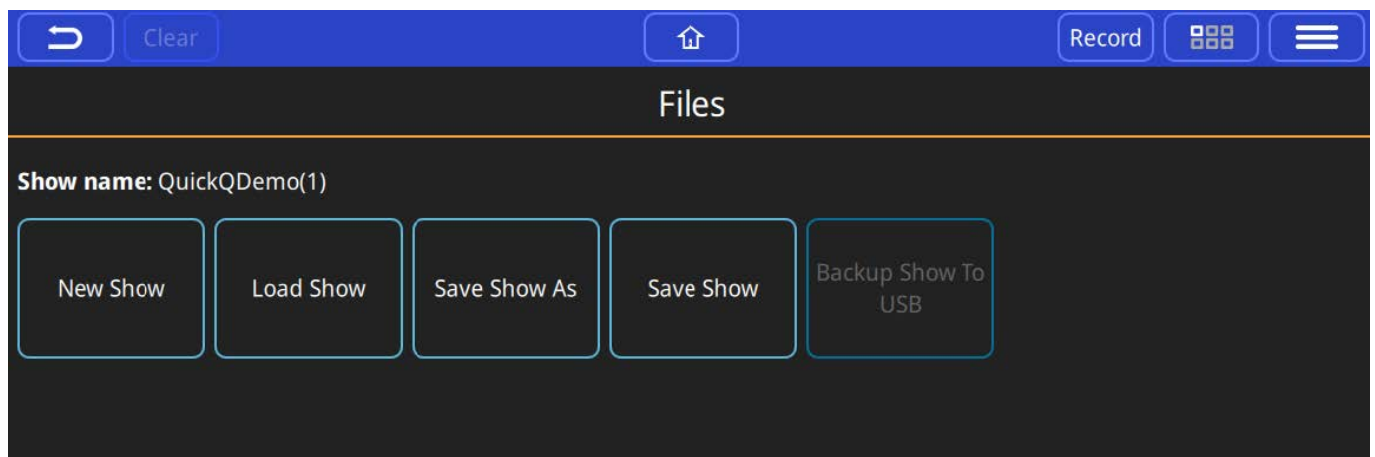 Clear
Record
Files
Show name: QuickQDemo(1)
New Show
Load Show
Save Show As
Save Show
Backup Show To
USB